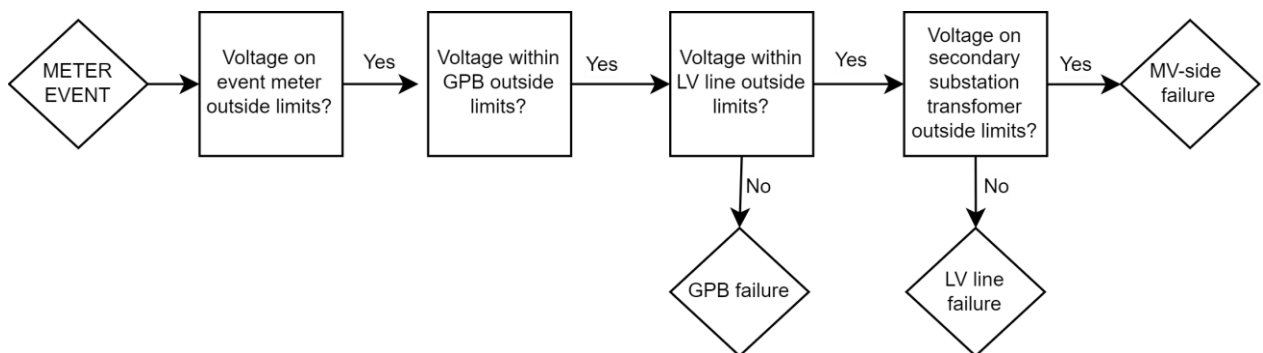 METER
EVENT
Voltage on
event meter
outside limits?
Yes
Voltage within
GPB outside
limits?
Yes
Voltage within
LV line outside
limits?
Yes
Voltage on
secondary
substation
transfomer
outside limits?
Yes
MV-side
failure
No
GPB failure
No
LV line
failure